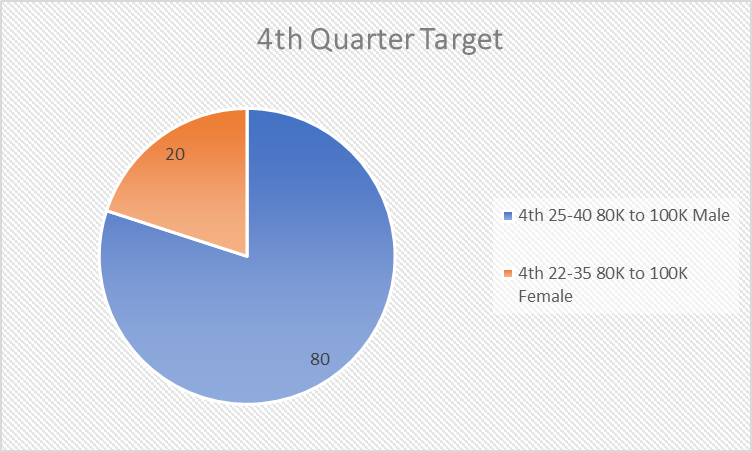 4th Quarter Target
20
80
4th 25-40 80K to 100K Male
4th 22-35 80K to 100K
Female